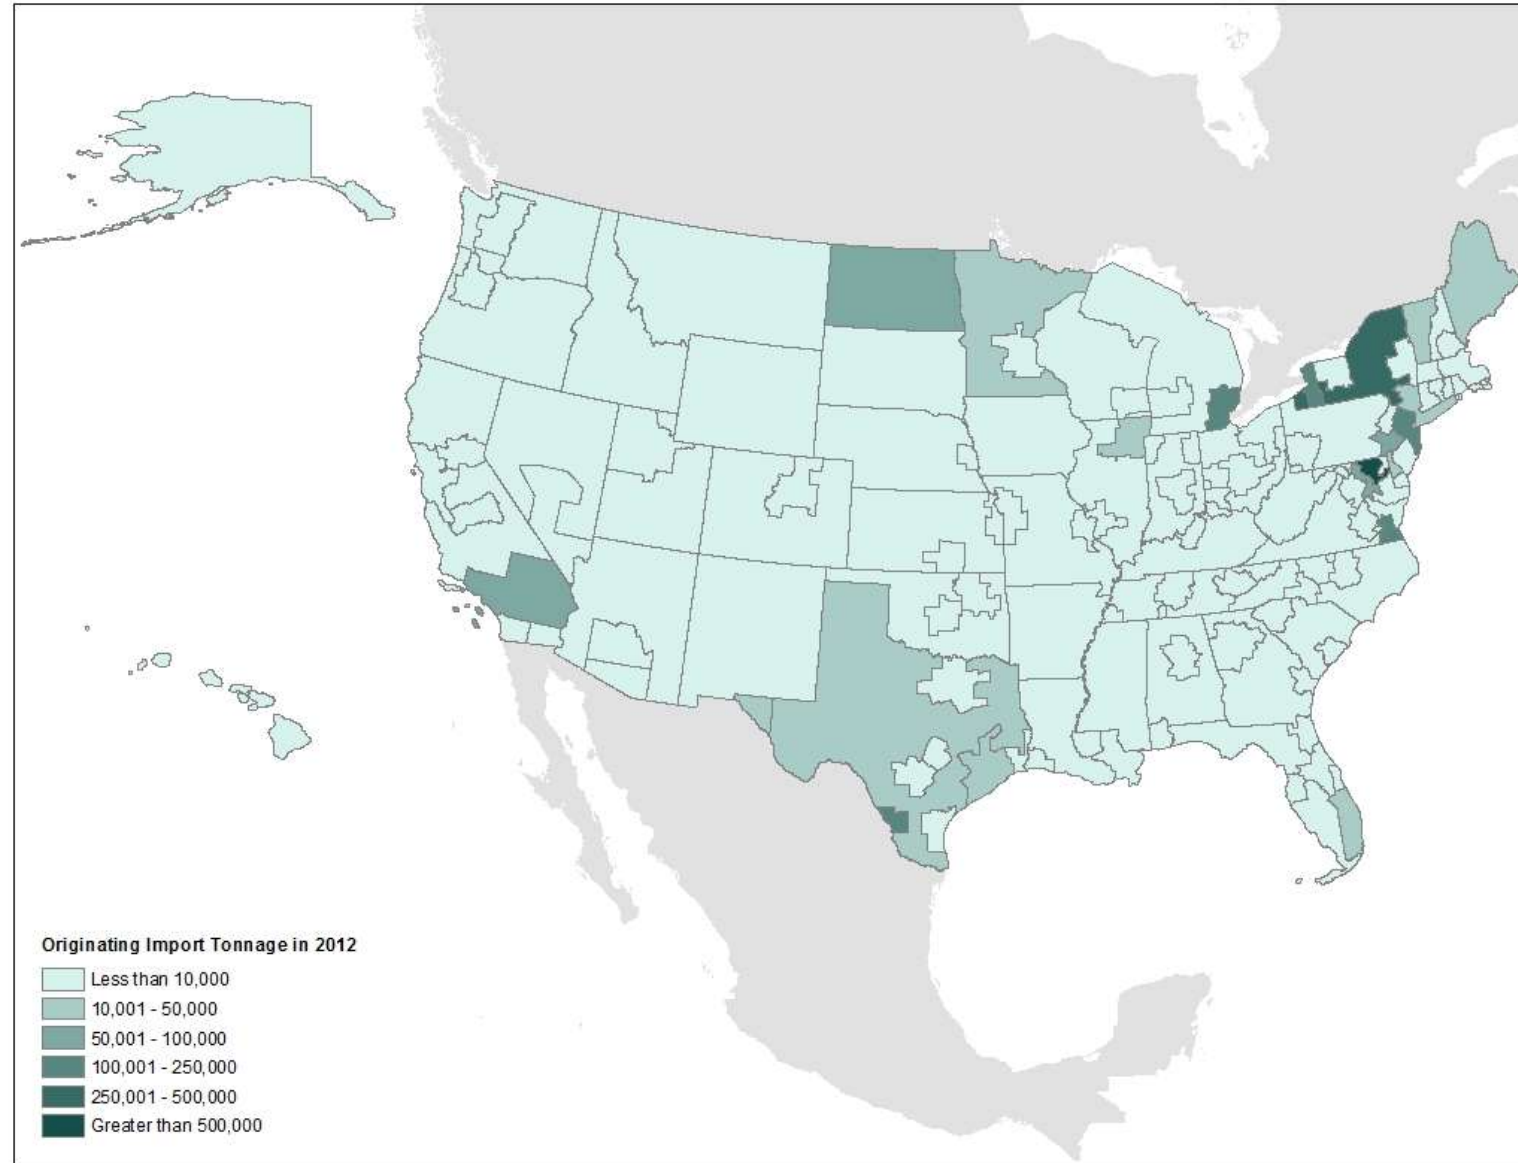 Originating Import Tonnage in 2012
Less than 10,000
10,001 - 50,000
50,001 - 100,000
100,001 - 250,000
250,001 - 500,000
Greater than 500,000